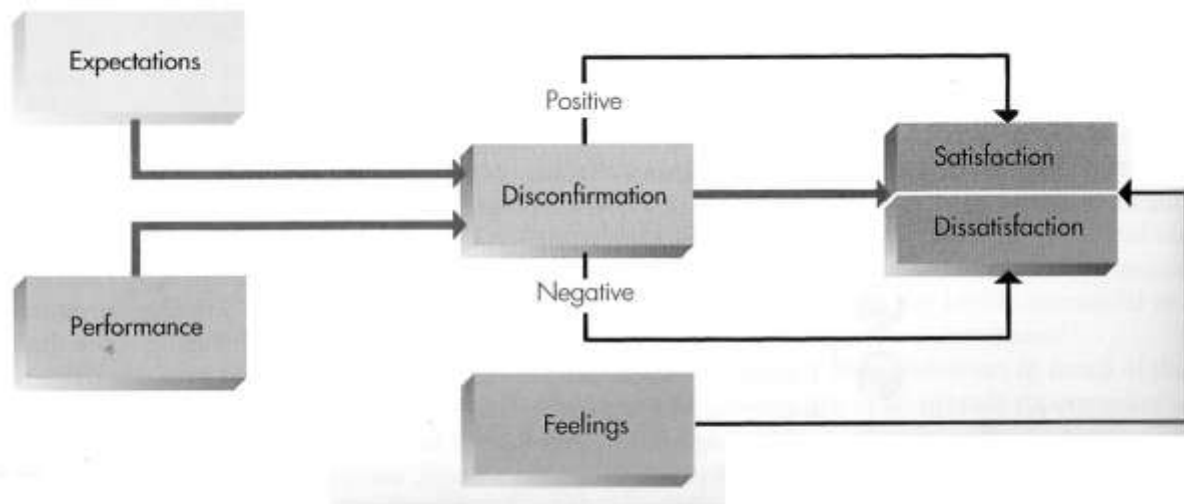 Expectations
Positive
Satisfaction
Disconfirmation
Dissatisfaction
Negative
Performance
Feelings